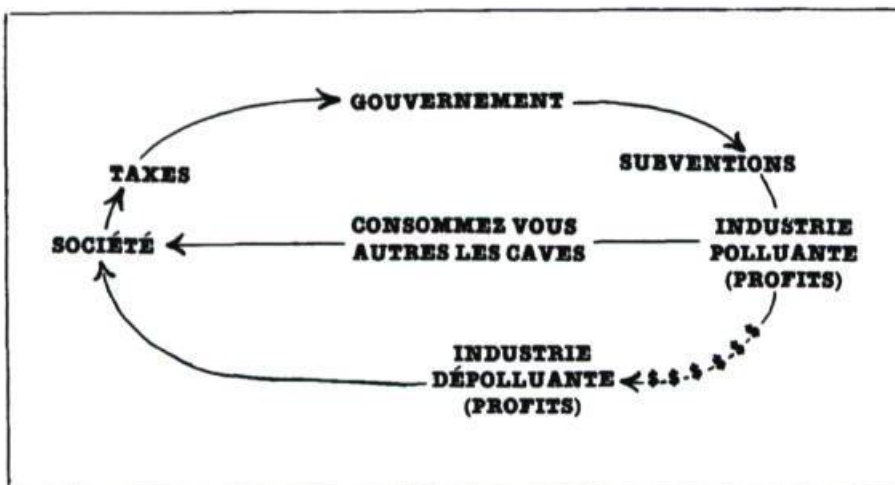 GOUVERNEMENT
SUBVENTIONS
TAXES
CONSOMMEZ VOUS
AUTRES LES CAVES
SOCIÉTÉ
INDUSTRIE
POLLUANTE
(PROFITS)
$-$-$-$-$-$
INDUSTRIE
DÉPOLLUANTE
(PROFITS)